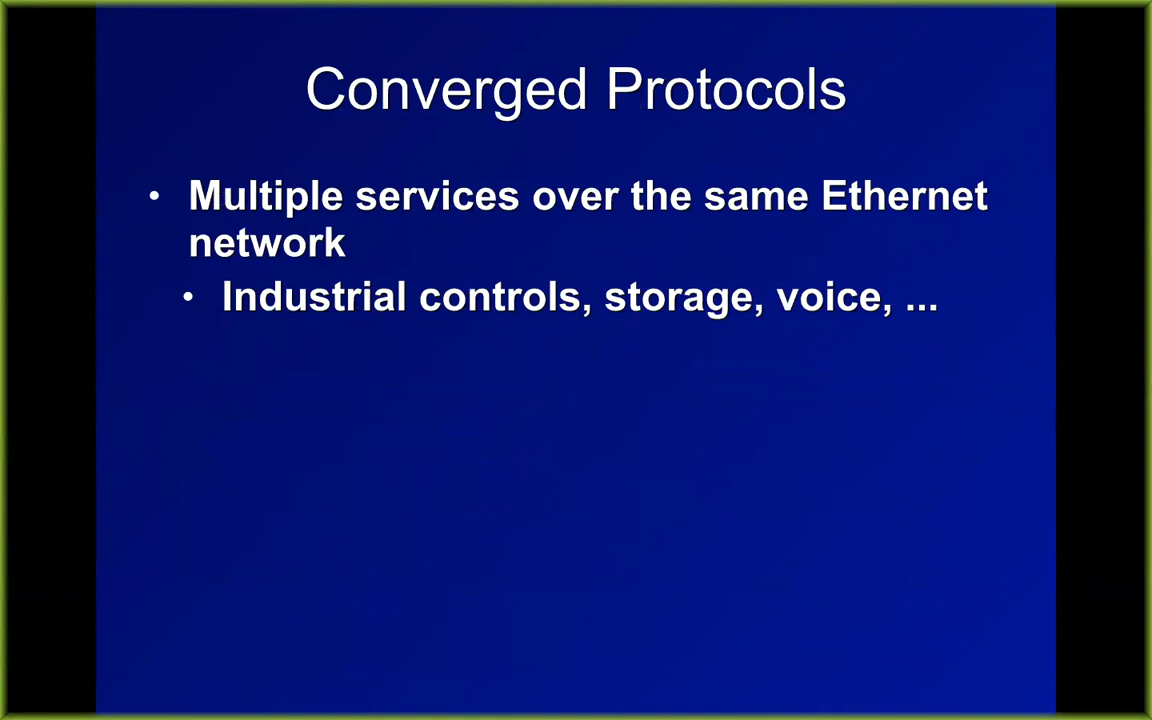 Converged Protocols
• Multiple services over the same Ethernet
network
• Industrial controls, storage, voice, ...